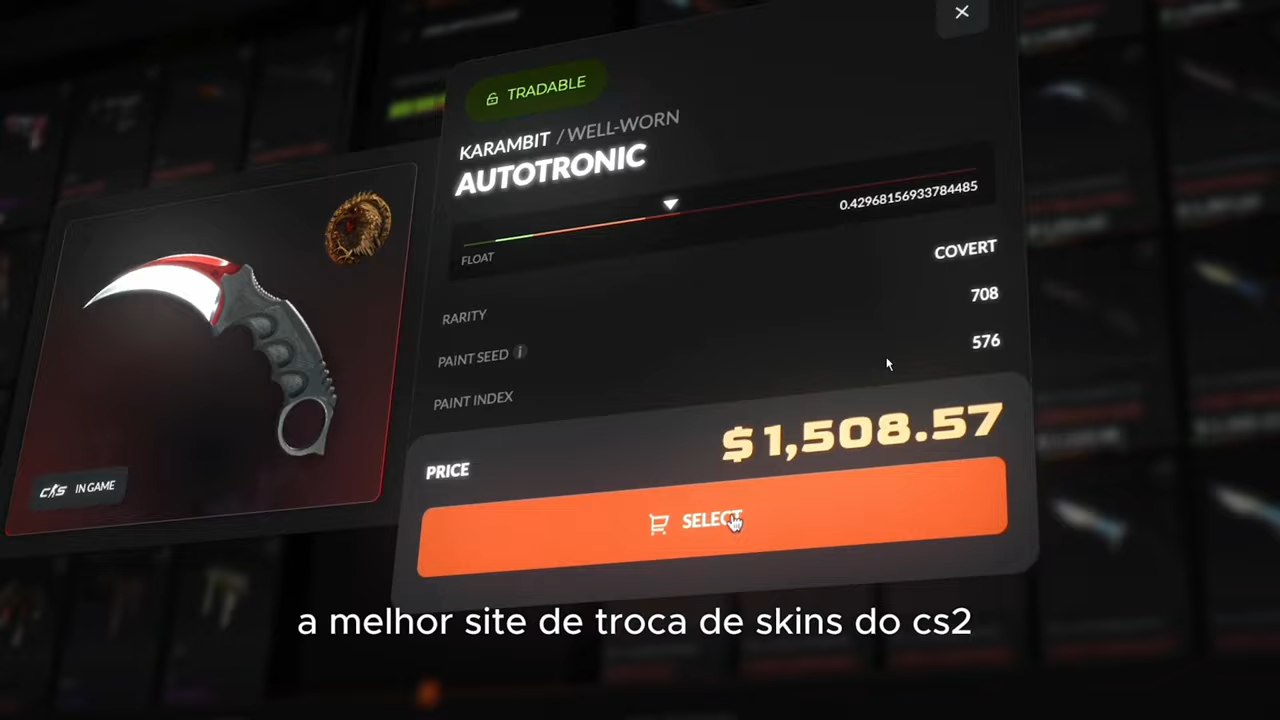 TRADABLE
KARAMBIT / WELL-WORN
AUTOTRONIC
0.42968156933784485
FLOAT
COVERT
RARITY
708
PAINT SEED i
576
PAINT INDEX
$1,508.57
PRICE
SELECT
CS IN GAME
a melhor site de troca de skins do cs2